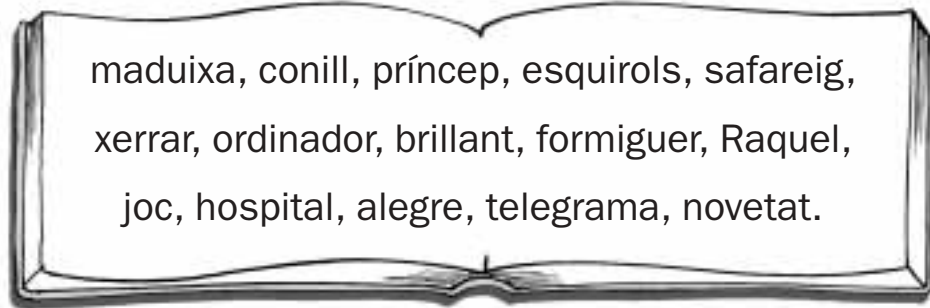 maduixa, conill, príncep, esquirols, safareig,
xerrar, ordinador, brillant, formiguer, Raquel,
joc, hospital, alegre, telegrama, novetat.